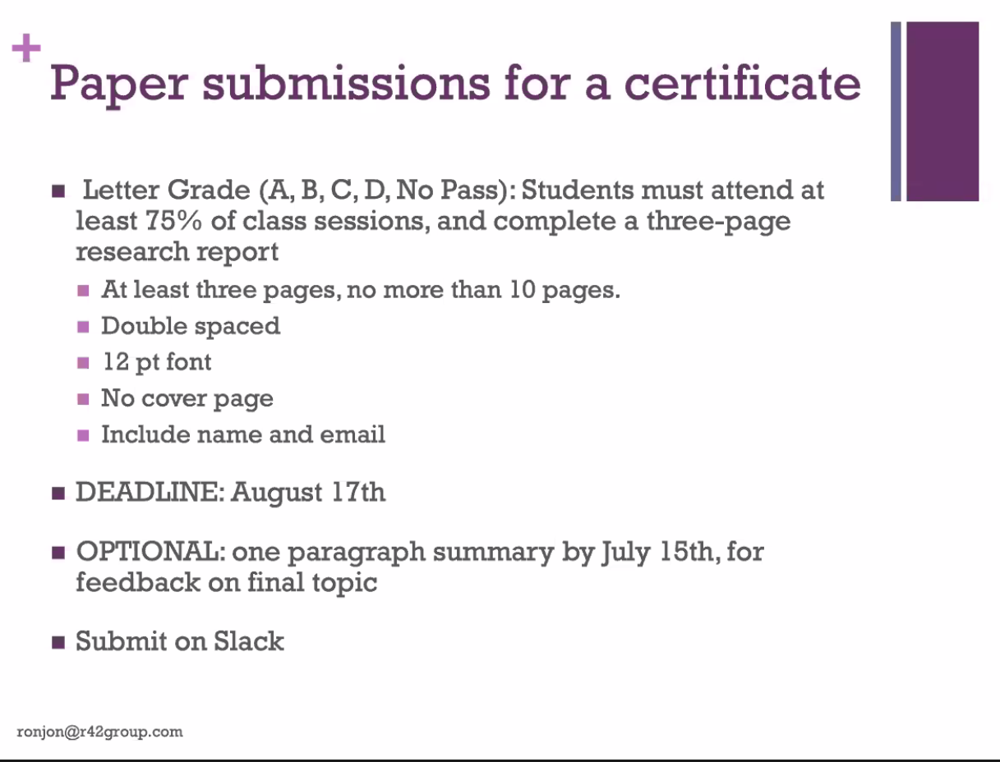 +
Paper submissions for a certificate
Letter Grade (A, B, C, D, No Pass): Students must attend at
least 75% of class sessions, and complete a three-page
research report
At least three pages, no more than 10 pages.
Double spaced
12 pt font
No cover page
Include name and email
DEADLINE: August 17th
OPTIONAL: one paragraph summary by July 15th, for
feedback on final topic
Submit on Slack
ronjon@r42group.com